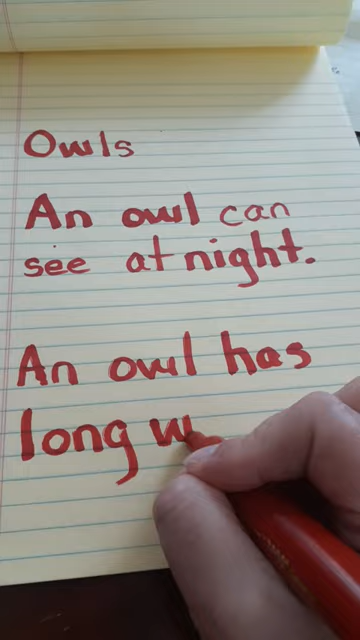 Owls
An owl can
see at night.
An owl has
long w